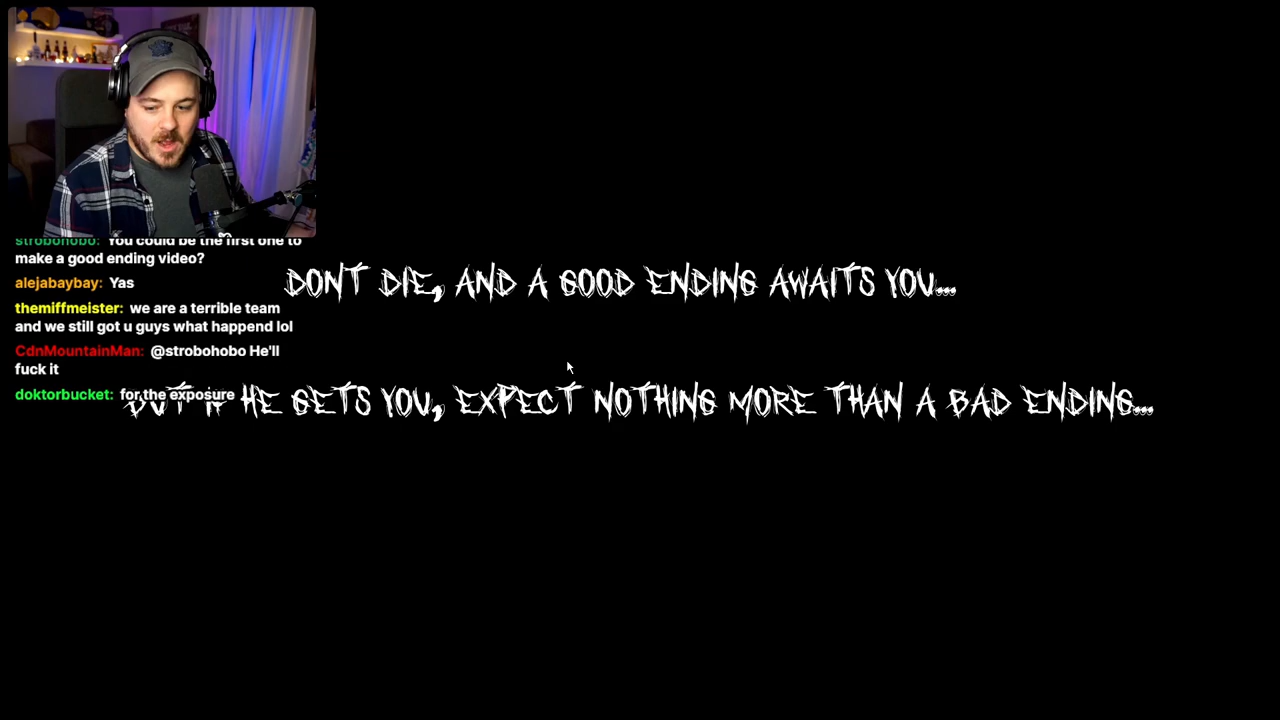 strobohobo: You could be the first one to
make a good ending video?
alejabaybay: Yas
themiffmeister: we are a terrible team
and we still got u guys what happend lol
CdnMountainMan: @strobohobo He'll
fuck it
doktorbucket: for the exposure
DONT DIE, AND A GOOD ENDING AWAITS YOU...
BUT IF HE GETS YOU, EXPECT NOTHING MORE THAN A BAD ENDING...